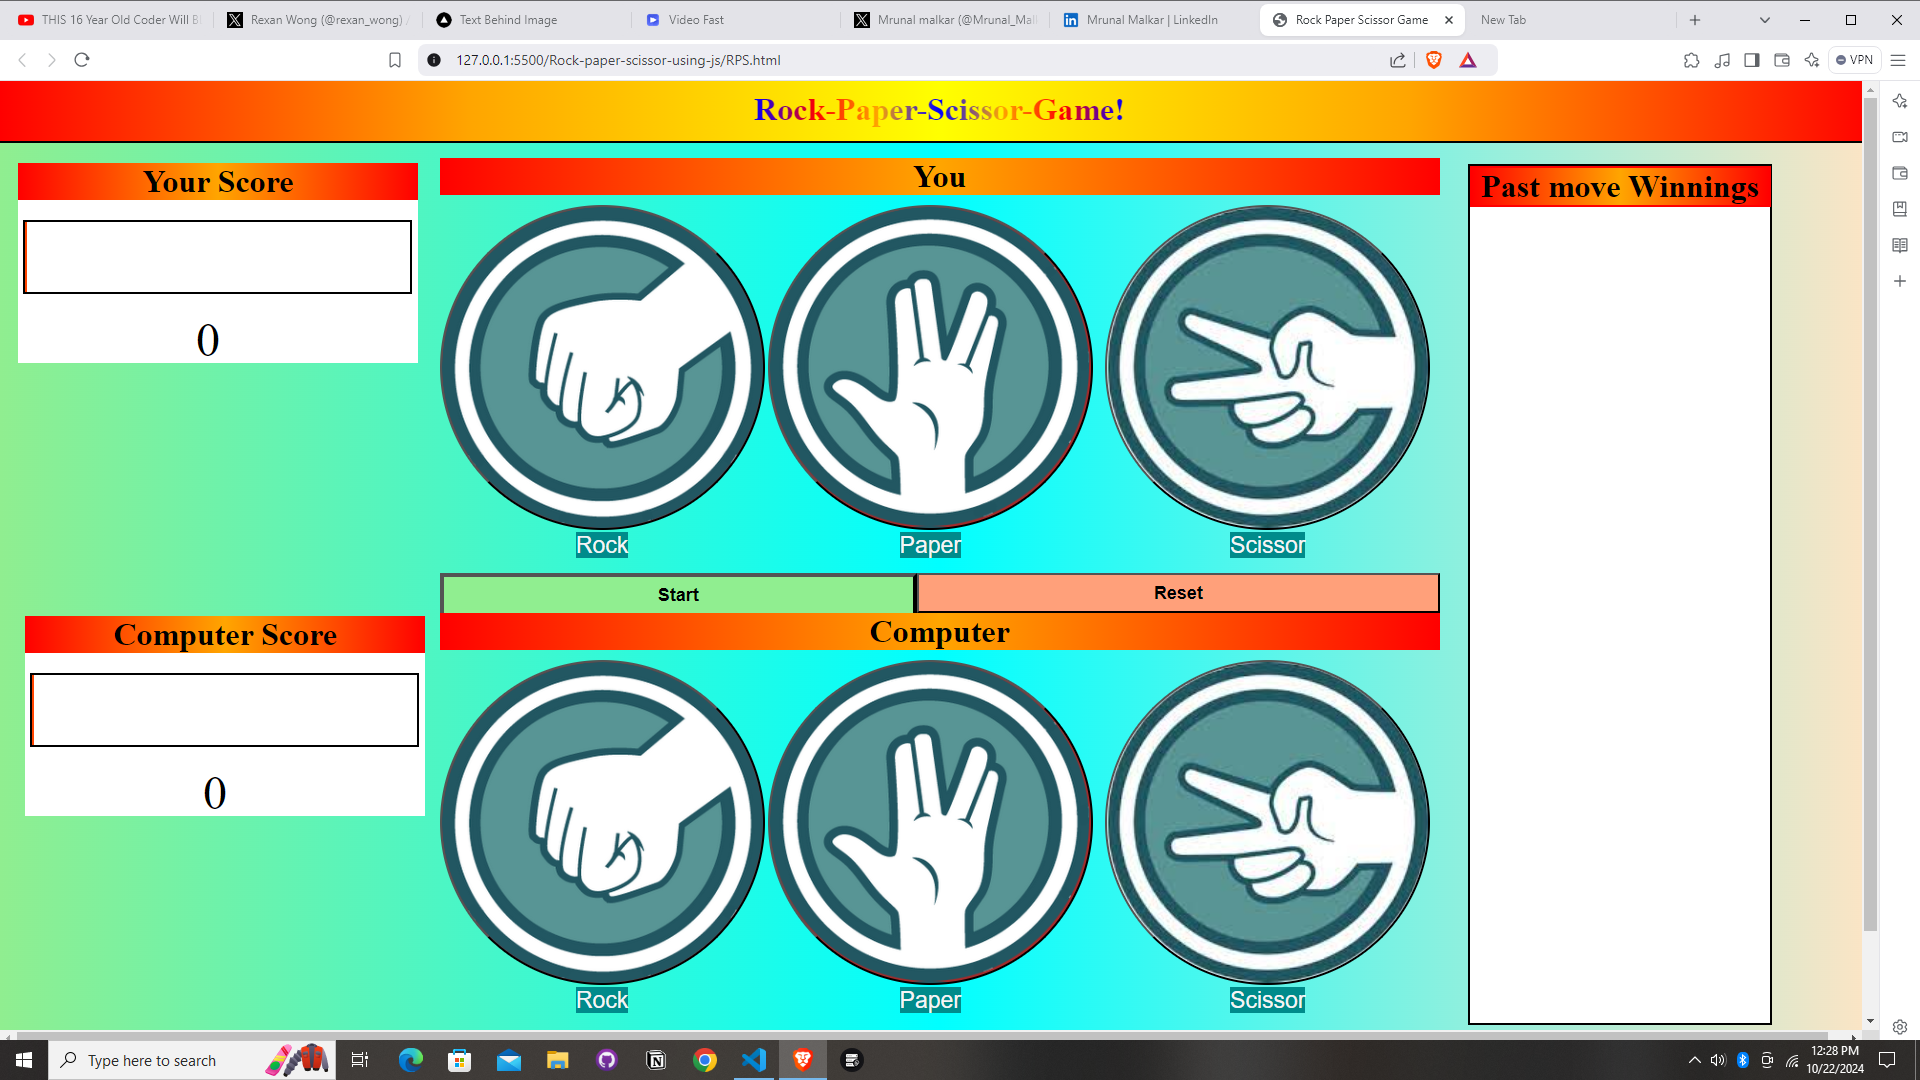 THIS 16 Year Old Coder Will B
Rexan Wong (@rexan_wong) /
Text Behind Image
Video Fast
Mrunal malkar (@Mrunal_Mal
Mrunal Malkar | LinkedIn
Rock Paper Scissor Game
New Tab
127.0.0.1:5500/Rock-paper-scissor-using-js/RPS.html
VPN
Rock-Paper-Scissor-Game!
Your Score
0
You
Rock
Paper
Scissor
Past move Winnings
Start
Reset
Computer Score
0
Computer
Rock
Paper
Scissor
Type here to search
12:28 PM
10/22/2024